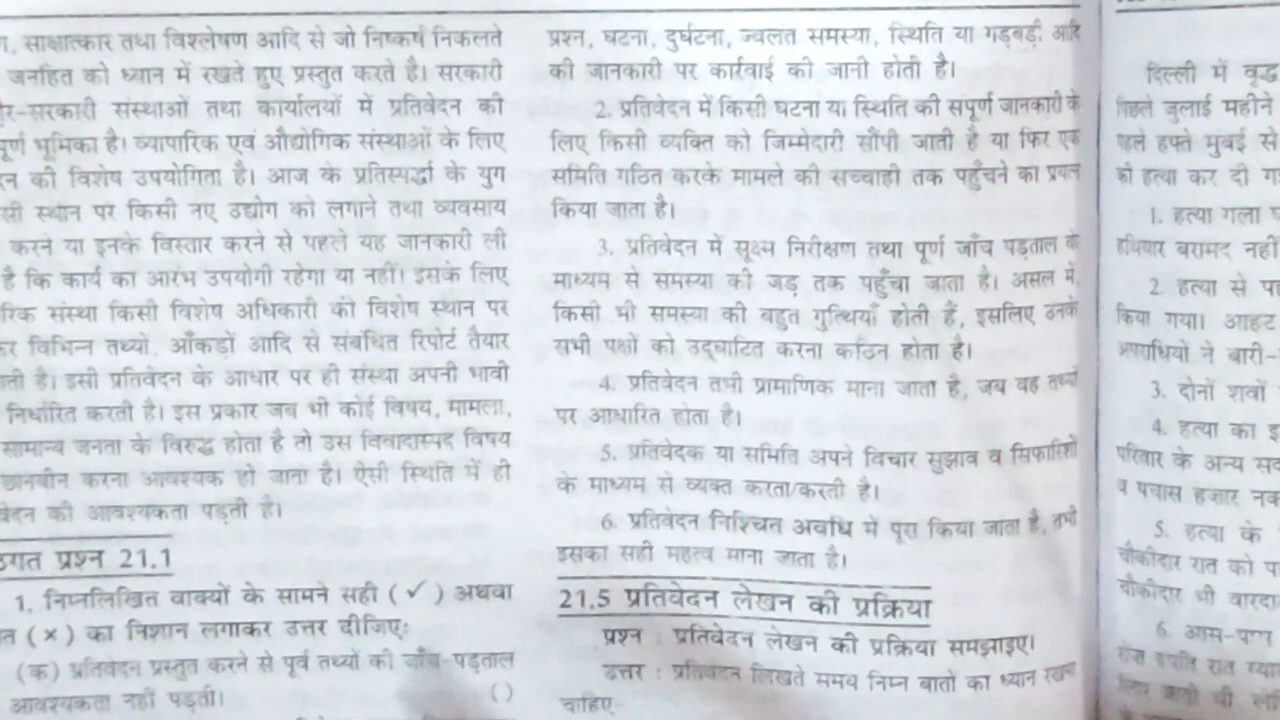 साक्षात्कार तथा विश्लेषण आदि से जो निष्कर्ष निकलते
जनहित को ध्यान में रखते हुए प्रस्तुत करते है। सरकारी
र-सरकारी संस्थाओं तथा कार्यालयों में प्रतिवेदन की
पूर्ण भूमिका है। व्यापारिक एवं औद्योगिक संस्थाओं के लिए
न की विशेष उपयोगिता है। आज के प्रतिस्पर्द्धा के युग
सी स्थान पर किसी नए उद्योग को लगाने तथा व्यवसाय
करने या इनके विस्तार करने से पहले यह जानकारी ली
है कि कार्य का आरंभ उपयोगी रहेगा या नहीं। इसके लिए
रिक संस्था किसी विशेष अधिकारी को विशेष स्थान पर
र विभिन्न तथ्यो, आँकड़ों आदि से संबंधित रिपोर्ट तैयार
ती है। इसी प्रतिवेदन के आधार पर ही संस्था अपनी भावी
निर्धारित करती है। इस प्रकार जब भी कोई विषय, मामला,
सामान्य जनता के विरुद्ध होता है तो उस विवादास्पद विषय
छानबीन करना आवश्यक हो जाता है। ऐसी स्थिति में ही
वेदन की आवश्यकता पड़ती है।
ठगत प्रश्न 21.1
1. निम्नलिखित वाक्यों के सामने सही (✓) अथवा
त (×) का निशान लगाकर उत्तर दीजिए:
(क) प्रतिवेदन प्रस्तुत करने से पूर्व तथ्यों की जाँच-पड़ताल
आवश्यकता नहीं पड़ती। ()
प्रश्न, घटना, दुर्घटना, ज्वलंत समस्या, स्थिति या गड़बड़ी आदि
की जानकारी पर कार्रवाई की जानी होती है।
2. प्रतिवेदन में किसी घटना या स्थिति की संपूर्ण जानकारी के
लिए किसी व्यक्ति को जिम्मेदारी सौंपी जाती है या फिर एक
समिति गठित करके मामले की सच्चाही तक पहुँचने का प्रयत्न
किया जाता है।
3. प्रतिवेदन में सूक्ष्म निरीक्षण तथा पूर्ण जाँच पड़ताल के
माध्यम से समस्या की जड़ तक पहुँचा जाता है। असल में,
किसी भी समस्या की बहुत गुत्थियाँ होती हैं, इसलिए उनके
सभी पक्षों को उद्घाटित करना कठिन होता है।
4. प्रतिवेदन तभी प्रामाणिक माना जाता है, जब वह तथ्यों
पर आधारित होता है।
5. प्रतिवेदक या समिति अपने विचार सुझाव व सिफारिशों
के माध्यम से व्यक्त करता/करती है।
6. प्रतिवेदन निश्चित अवधि में पूरा किया जाता है, तभी
इसका सही महत्व माना जाता है।
21.5 प्रतिवेदन लेखन की प्रक्रिया
प्रश्न : प्रतिवेदन लेखन की प्रक्रिया समझाइए।
उत्तर : प्रतिवेदन लिखते समय निम्न बातों का ध्यान रखना
चाहिए-
दिल्ली में वृद्ध
पिछले जुलाई महीने
पहले हफ्ते मुंबई से
की हत्या कर दी
1. हत्या गला
हथियार बरामद नहीं
2. हत्या से
किया गया। आहट
अपराधियों ने बारी-
3. दोनों शवों
4. हत्या का
परिवार के अन्य
व पचास हजार
5. हत्या के
चौकीदार रात को
चौकीदार भी
6. आस-
रात